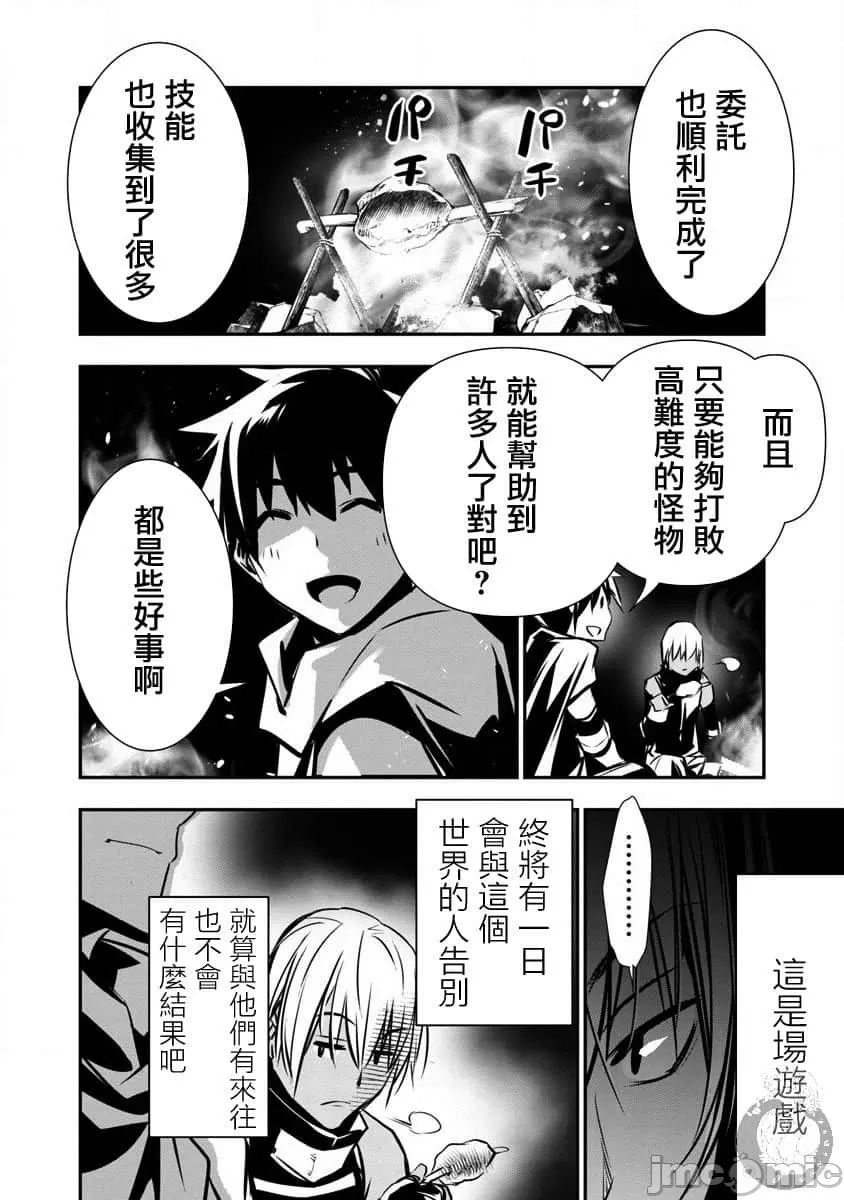 委託
也順利完成了
パチ
パチ
技能
也收集到了很多
而且
只要能夠打敗
高難度的怪物
就能幫助到
許多人了對吧？
都是些好事啊
這是場遊戲
………
終將有一日
會與這個
世界的人告別
就算與他們有來往
也不會
有什麼結果吧
jmcomic